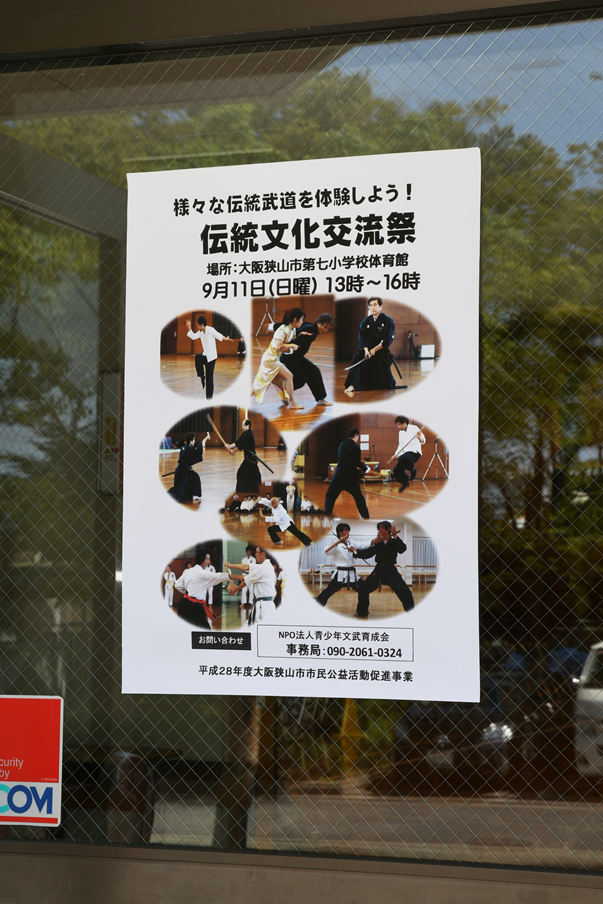 様々な伝統武道を体験しよう！
伝統文化交流祭
場所：大阪狭山市第七小学校体育館
9月11日(日曜) 13時～16時
お問い合わせ
NPO法人青少年文武育成会
事務局：090-2061-0324
平成28年度大阪狭山市市民公益活動促進事業
curity
by
COM